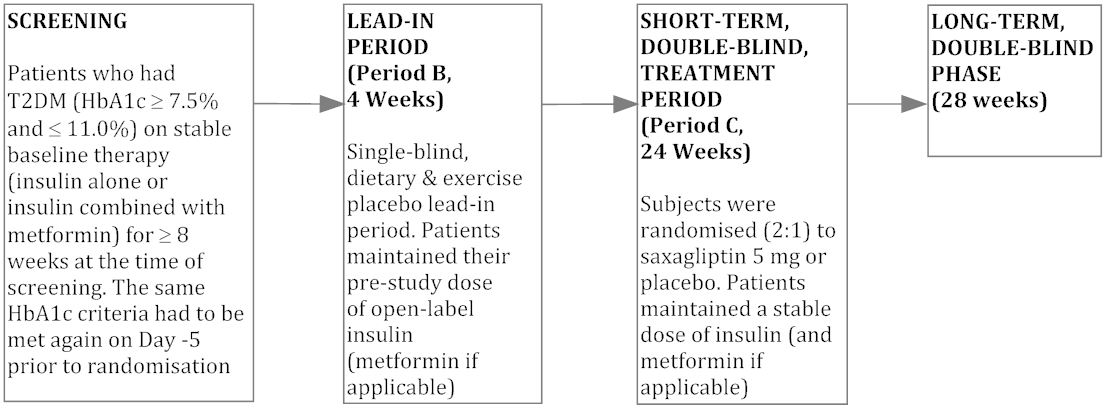 SCREENING
Patients who had
T2DM (HbA1c ≥ 7.5%
and ≤ 11.0%) on stable
baseline therapy
(insulin alone or
insulin combined with
metformin) for ≥ 8
weeks at the time of
screening. The same
HbA1c criteria had to be
met again on Day -5
prior to randomisation
LEAD-IN
PERIOD
(Period B,
4 Weeks)
Single-blind,
dietary & exercise
placebo lead-in
period. Patients
maintained their
pre-study dose
of open-label
insulin
(metformin if
applicable)
SHORT-TERM,
DOUBLE-BLIND,
TREATMENT
PERIOD
(Period C,
24 Weeks)
Subjects were
randomised (2:1) to
saxagliptin 5 mg or
placebo. Patients
maintained a stable
dose of insulin (and
metformin if
applicable)
LONG-TERM,
DOUBLE-BLIND
PHASE
(28 weeks)